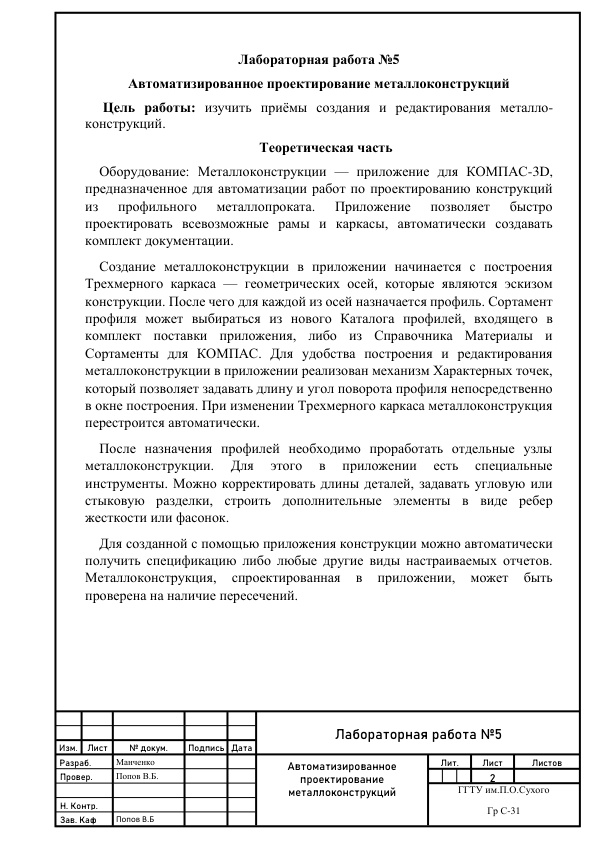 Лабораторная работа №5
Автоматизированное проектирование металлоконструкций
Цель работы: изучить приёмы создания и редактирования металло-
конструкций.
Теоретическая часть
Оборудование: Металлоконструкции — приложение для КОМПАС-3D,
предназначенное для автоматизации работ по проектированию конструкций
из профильного металлопроката. Приложение позволяет быстро
проектировать всевозможные рамы и каркасы, автоматически создавать
комплект документации.
Создание металлоконструкции в приложении начинается с построения
Трехмерного каркаса — геометрических осей, которые являются эскизом
конструкции. После чего для каждой из осей назначается профиль. Сортамент
профиля может выбираться из нового Каталога профилей, входящего в
комплект поставки приложения, либо из Справочника Материалы и
Сортаменты для КОМПАС. Для удобства построения и редактирования
металлоконструкции в приложении реализован механизм Характерных точек,
который позволяет задавать длину и угол поворота профиля непосредственно
в окне построения. При изменении Трехмерного каркаса металлоконструкция
перестроится автоматически.
После назначения профилей необходимо проработать отдельные узлы
металлоконструкции. Для этого в приложении есть специальные
инструменты. Можно корректировать длины деталей, задавать угловую или
стыковую разделки, строить дополнительные элементы в виде ребер
жесткости или фасонок.
Для созданной с помощью приложения конструкции можно автоматически
получить спецификацию либо любые другие виды настраиваемых отчетов.
Металлоконструкция, спроектированная в приложении, может быть
проверена на наличие пересечений.
Лабораторная работа №5
Изм. Лист № докум. Подпись Дата
Разраб. Манченко
Провер. Попов В.Б.
Н. Контр.
Зав. Каф Попов В.Б
Автоматизированное
проектирование
металлоконструкций
Лит. Лист Листов
2
ГГТУ им.П.О.Сухого
Гр С-31